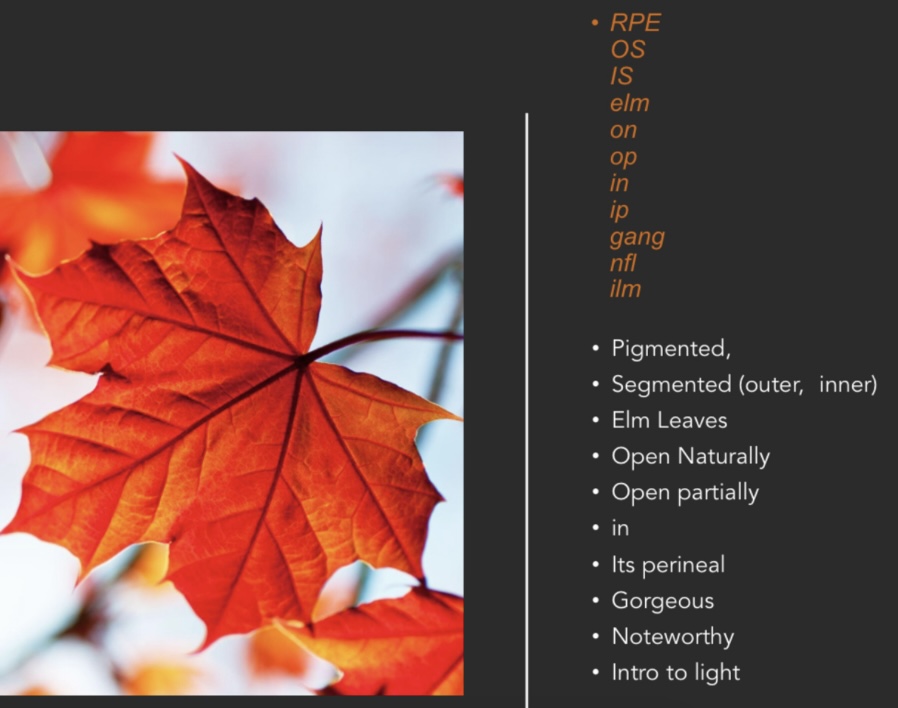 • RPE
OS
IS
elm
on
op
in
ip
gang
nfl
ilm
• Pigmented,
• Segmented (outer, inner)
• Elm Leaves
• Open Naturally
• Open partially
• in
• Its perineal
• Gorgeous
• Noteworthy
• Intro to light